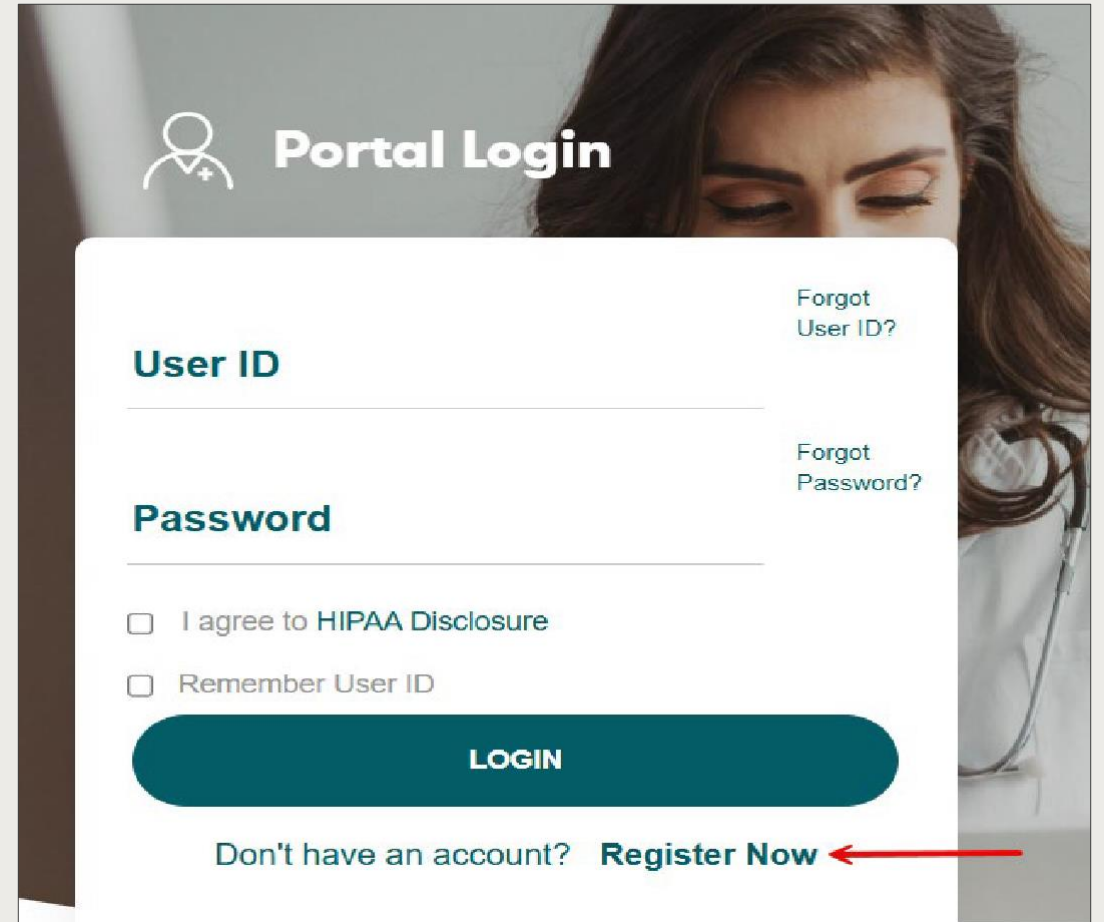 Portal Login
Forgot
User ID?
User ID
Forgot
Password?
Password
I agree to HIPAA Disclosure
Remember User ID
LOGIN
Don't have an account? Register Now